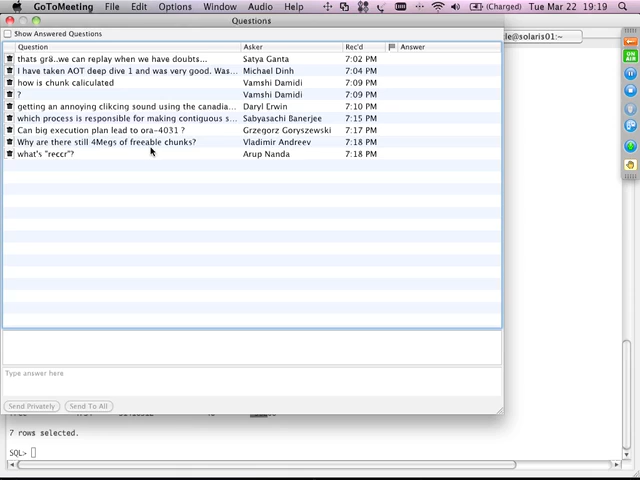 GoToMeeting File Edit Options Window Audio Help (Charged) Tue Mar 22 19:19
Questions
Show Answered Questions
le@solaris01:~
Question Asker Rec'd Answer
ON AIR
thats grä..we can replay when we have doubts... Satya Ganta 7:02 PM
I have taken AOT deep dive 1 and was very good. Was... Michael Dinh 7:04 PM
how is chunk caliculated Vamshi Damidi 7:09 PM
? Vamshi Damidi 7:09 PM
getting an annoying clikcing sound using the canadia... Daryl Erwin 7:10 PM
which process is responsible for making contiguous s... Sabyasachi Banerjee 7:15 PM
Can big execution plan lead to ora-4031 ? Grzegorz Goryszewski 7:17 PM
Why are there still 4Megs of freeable chunks? Vladimir Andreev 7:18 PM
what's "reccr"? Arup Nanda 7:18 PM
Type answer here
Send Privately Send To All
7 rows selected.
SQL>